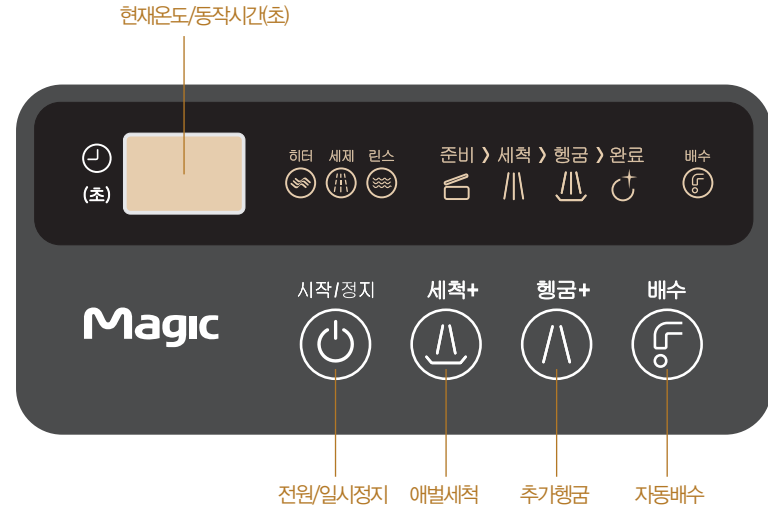 현재온도/동작시간(초)
히터 세제 린스 준비 > 세척 > 헹굼 > 완료 배수
(초)
시작/정지 세척+ 헹굼+ 배수
Magic
전원/일시정지 애벌세척 추가헹굼 자동배수